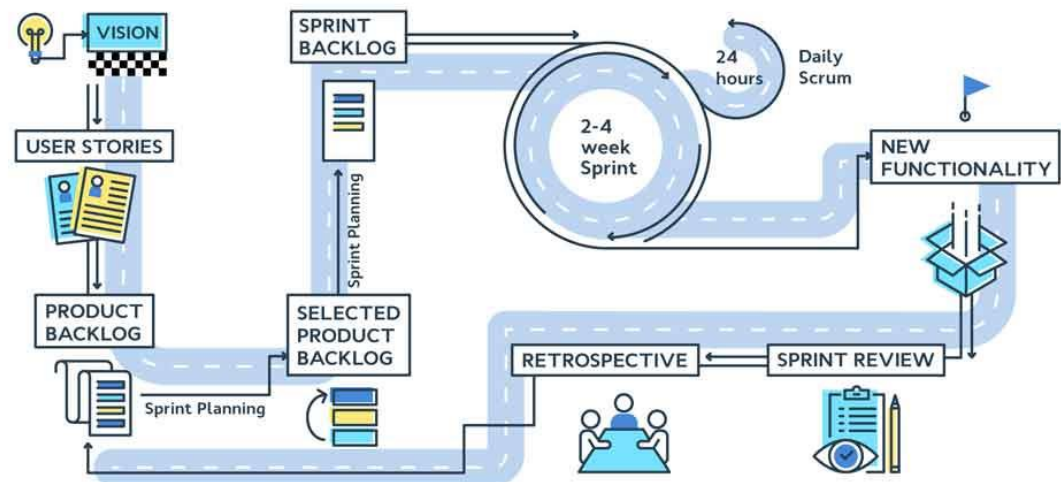 VISION
USER STORIES
PRODUCT
BACKLOG
Sprint Planning
SELECTED
PRODUCT
BACKLOG
Sprint Planning
SPRINT
BACKLOG
2-4
week
Sprint
24
hours
Daily
Scrum
NEW
FUNCTIONALITY
SPRINT REVIEW
RETROSPECTIVE